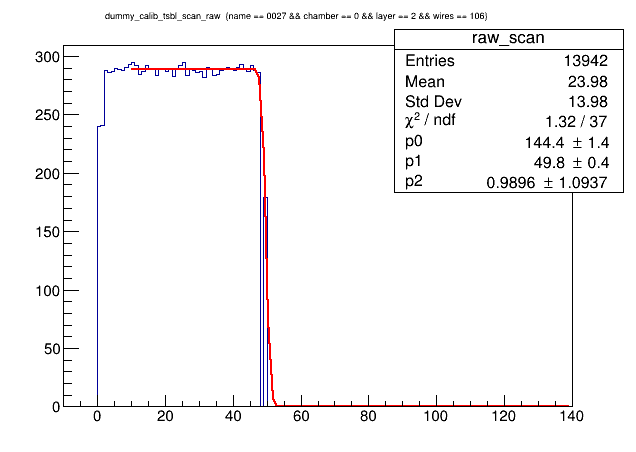 dummy_calib_tsbl_scan_raw (name == 0027 && chamber == 0 && layer == 2 && wires == 106)
raw_scan
Entries 13942
Mean 23.98
Std Dev 13.98
χ² / ndf 1.32 / 37
p0 144.4 ± 1.4
p1 49.8 ± 0.4
p2 0.9896 ± 1.0937
300
250
200
150
100
50
0
0 20 40 60 80 100 120 140